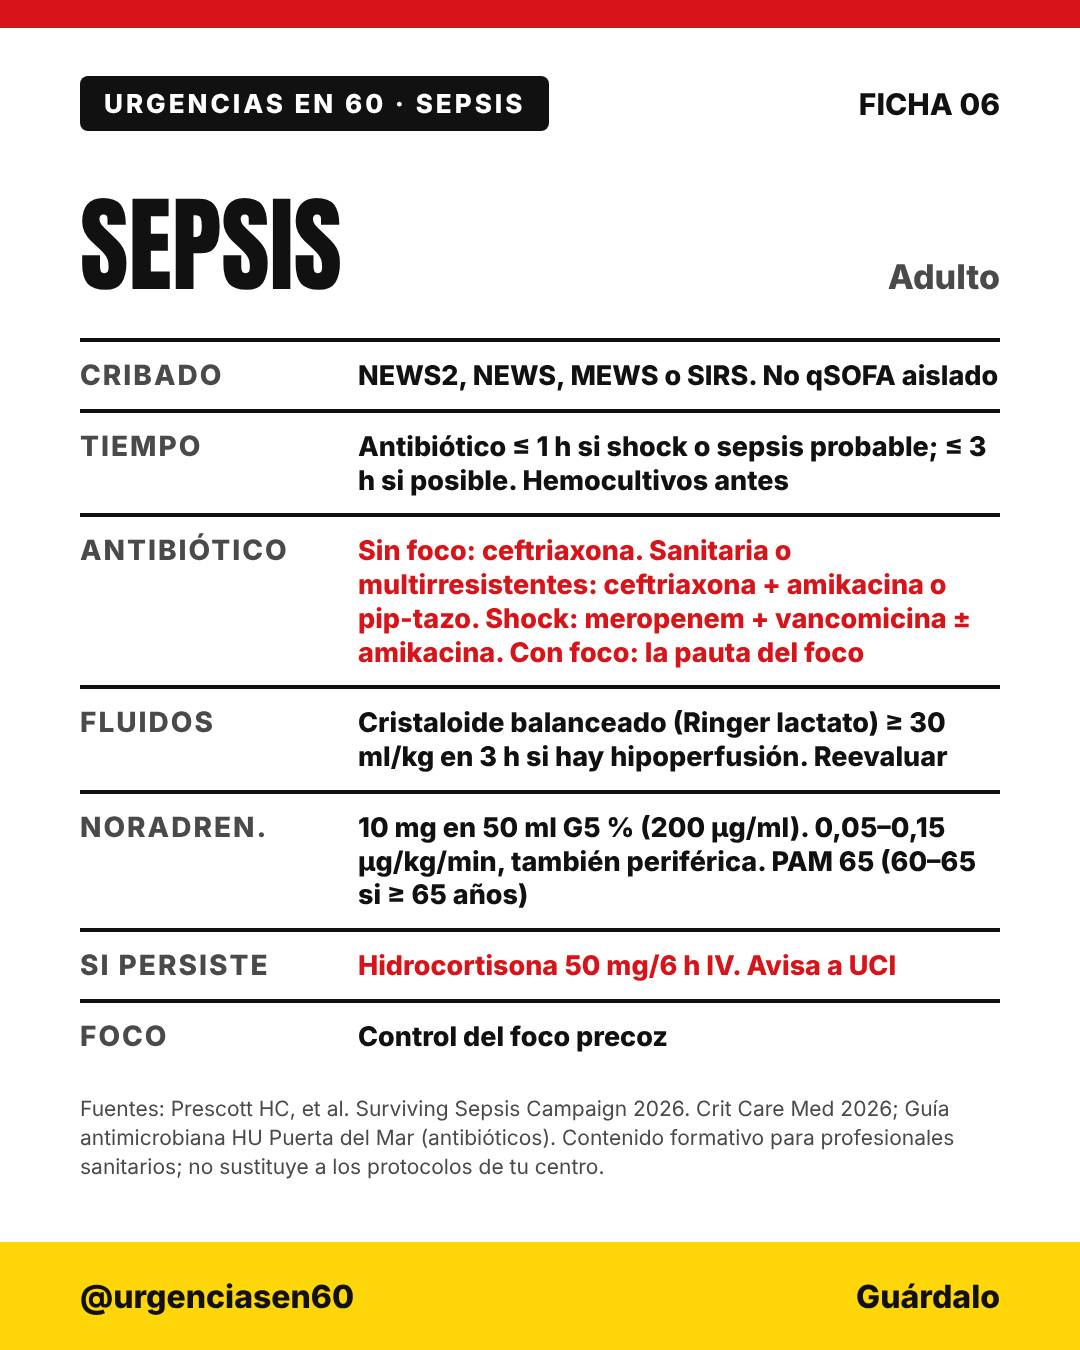 URGENCIAS EN 60 · SEPSIS
FICHA 06
SEPSIS
Adulto
CRIBADO
NEWS2, NEWS, MEWS o SIRS. No qSOFA aislado
TIEMPO
Antibiótico ≤ 1 h si shock o sepsis probable; ≤ 3
h si posible. Hemocultivos antes
ANTIBIÓTICO
Sin foco: ceftriaxona. Sanitaria o
multirresistentes: ceftriaxona + amikacina o
pip-tazo. Shock: meropenem + vancomicina ±
amikacina. Con foco: la pauta del foco
FLUIDOS
Cristaloide balanceado (Ringer lactato) ≥ 30
ml/kg en 3 h si hay hipoperfusión. Reevaluar
NORADREN.
10 mg en 50 ml G5 % (200 µg/ml). 0,05–0,15
µg/kg/min, también periférica. PAM 65 (60–65
si ≥ 65 años)
SI PERSISTE
Hidrocortisona 50 mg/6 h IV. Avisa a UCI
FOCO
Control del foco precoz
Fuentes: Prescott HC, et al. Surviving Sepsis Campaign 2026. Crit Care Med 2026; Guía
antimicrobiana HU Puerta del Mar (antibióticos). Contenido formativo para profesionales
sanitarios; no sustituye a los protocolos de tu centro.
@urgenciasen60
Guárdalo